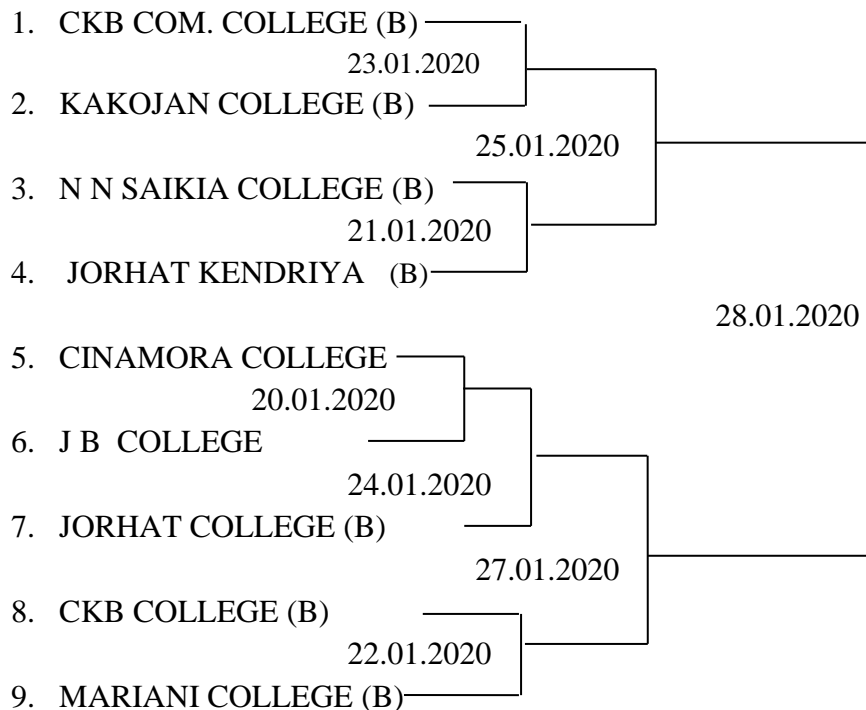 1. CKB COM. COLLEGE (B)
23.01.2020
2. KAKOJAN COLLEGE (B)
25.01.2020
3. N N SAIKIA COLLEGE (B)
21.01.2020
4. JORHAT KENDRIYA (B)
28.01.2020
5. CINAMORA COLLEGE
20.01.2020
6. J B COLLEGE
24.01.2020
7. JORHAT COLLEGE (B)
27.01.2020
8. CKB COLLEGE (B)
22.01.2020
9. MARIANI COLLEGE (B)